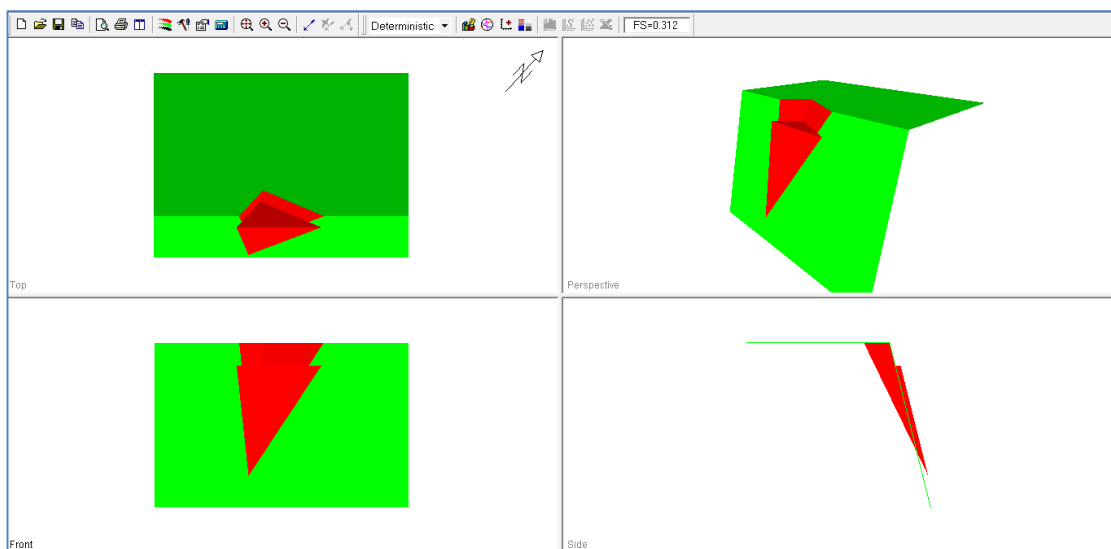 Deterministic FS=0.312
N
Top
Perspective
Front
Side